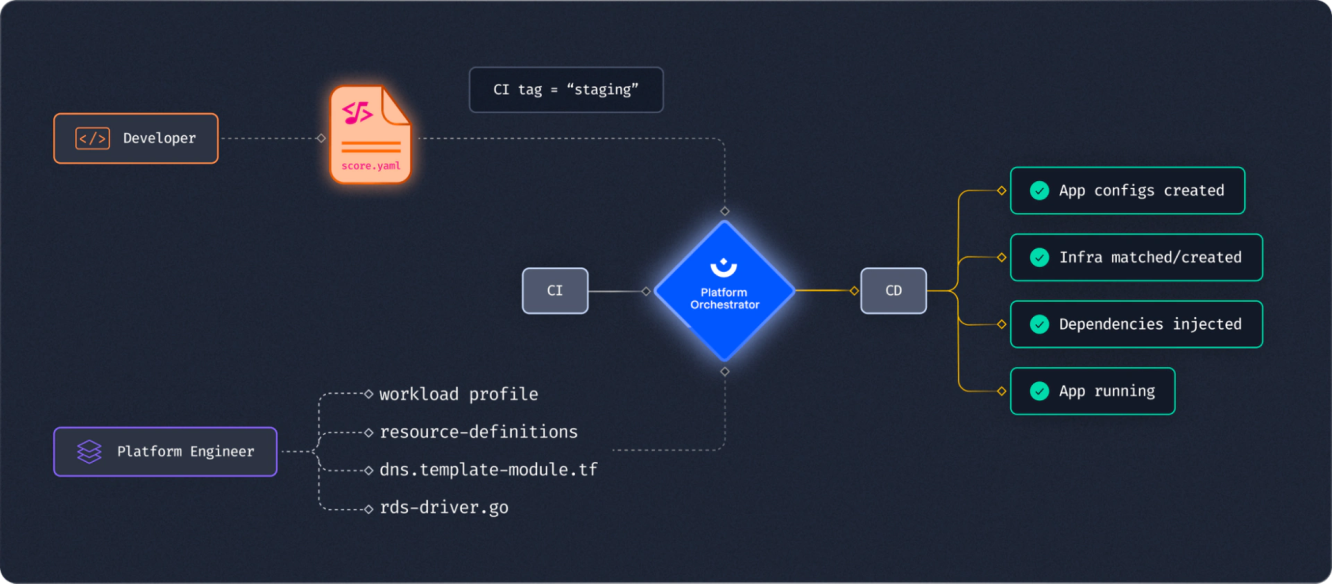 CI tag = “staging”
</> Developer
score.yaml
App configs created
Infra matched/created
CI
Platform
Orchestrator
CD
Dependencies injected
App running
workload profile
resource-definitions
Platform Engineer
dns.template-module.tf
rds-driver.go